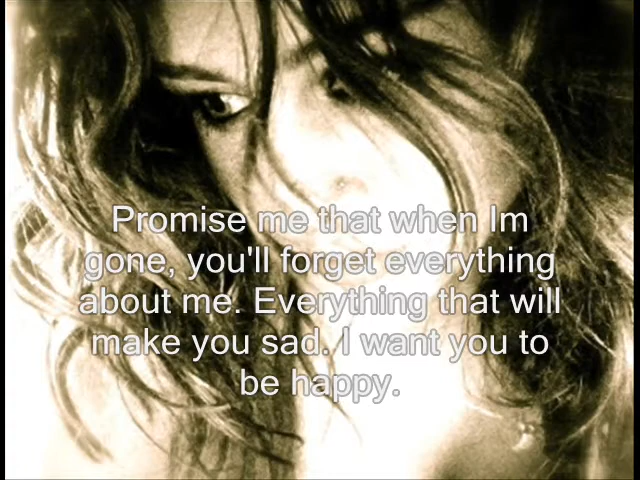 Promise me that when Im
gone, you'll forget everything
about me. Everything that will
make you sad. I want you to
be happy.